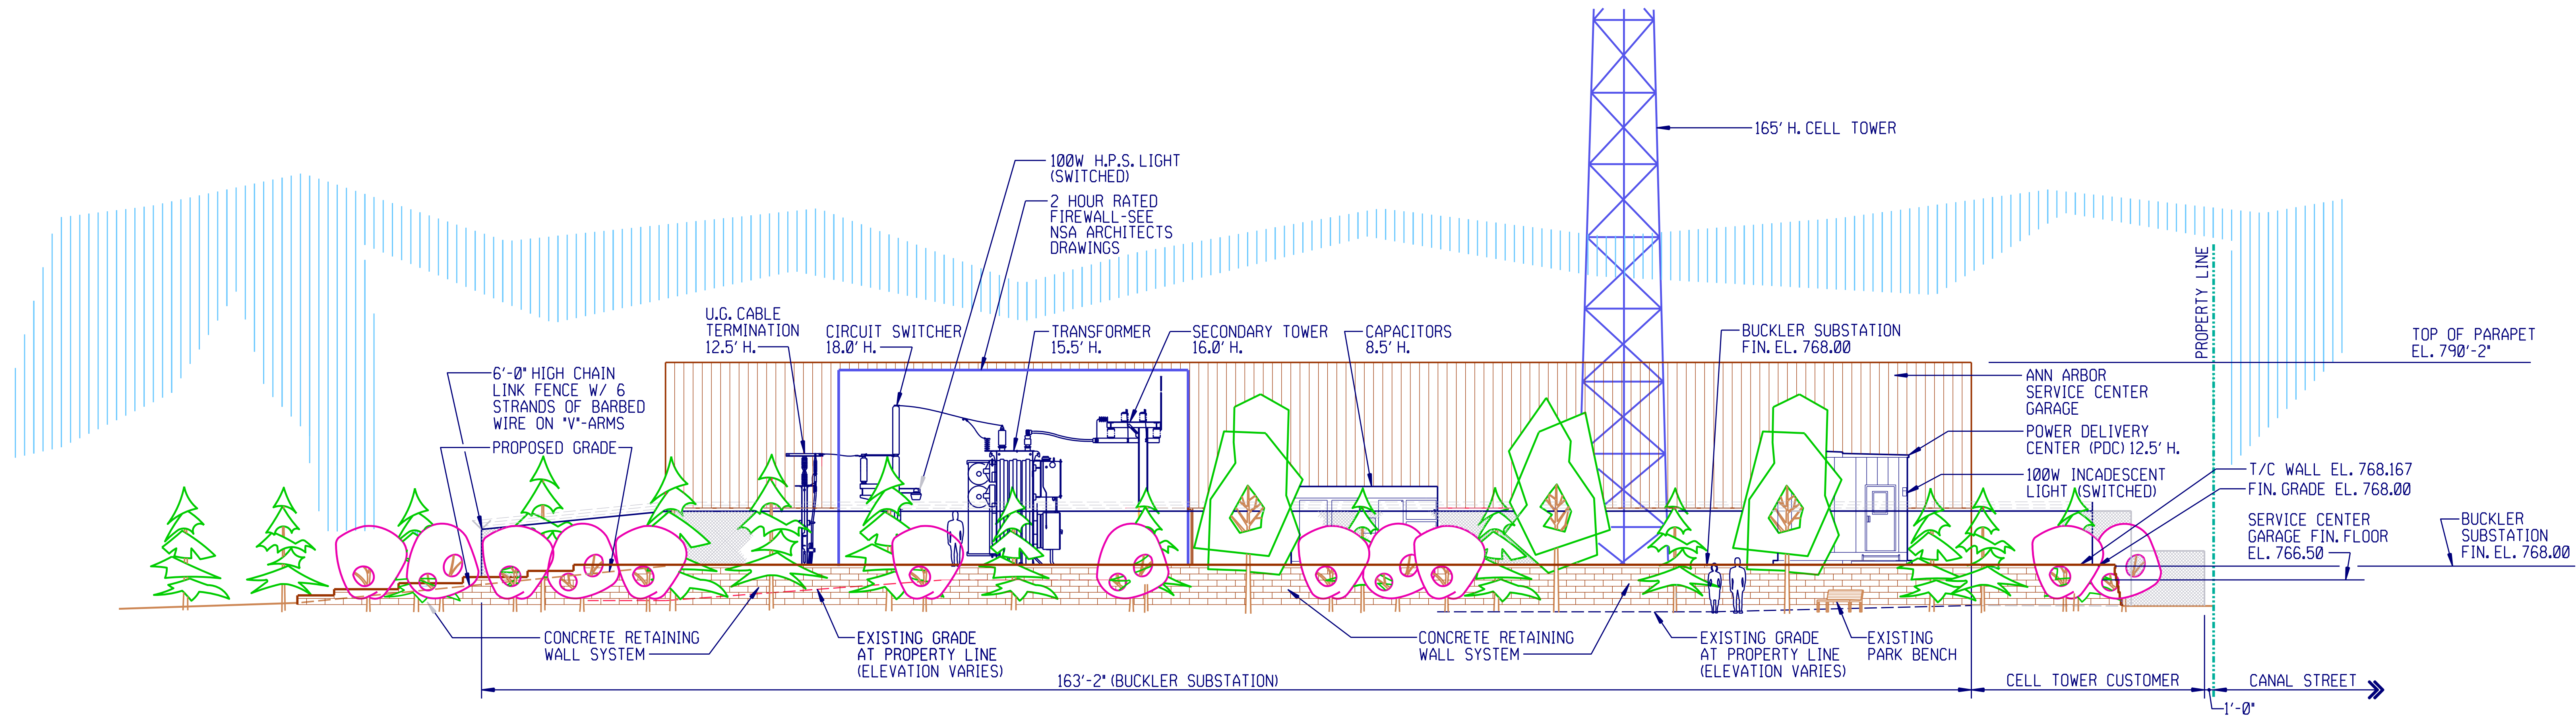 165' H. CELL TOWER
100W H.P.S. LIGHT
(SWITCHED)
2 HOUR RATED
FIREWALL-SEE
NSA ARCHITECTS
DRAWINGS
U.G. CABLE
TERMINATION
12.5' H.
CIRCUIT SWITCHER
18.0' H.
TRANSFORMER
15.5' H.
SECONDARY TOWER
16.0' H.
CAPACITORS
8.5' H.
BUCKLER SUBSTATION
FIN. EL. 768.00
PROPERTY LINE
TOP OF PARAPET
EL. 790'-2"
6'-0" HIGH CHAIN
LINK FENCE W/ 6
STRANDS OF BARBED
WIRE ON "V"-ARMS
PROPOSED GRADE
ANN ARBOR
SERVICE CENTER
GARAGE
POWER DELIVERY
CENTER (PDC) 12.5' H.
100W INCADESCENT
LIGHT (SWITCHED)
T/C WALL EL. 768.167
FIN. GRADE EL. 768.00
SERVICE CENTER
GARAGE FIN. FLOOR
EL. 766.50
BUCKLER
SUBSTATION
FIN. EL. 768.00
CONCRETE RETAINING
WALL SYSTEM
EXISTING GRADE
AT PROPERTY LINE
(ELEVATION VARIES)
CONCRETE RETAINING
WALL SYSTEM
EXISTING GRADE
AT PROPERTY LINE
(ELEVATION VARIES)
EXISTING
PARK BENCH
163'-2" (BUCKLER SUBSTATION)
CELL TOWER CUSTOMER
CANAL STREET
1'-0"